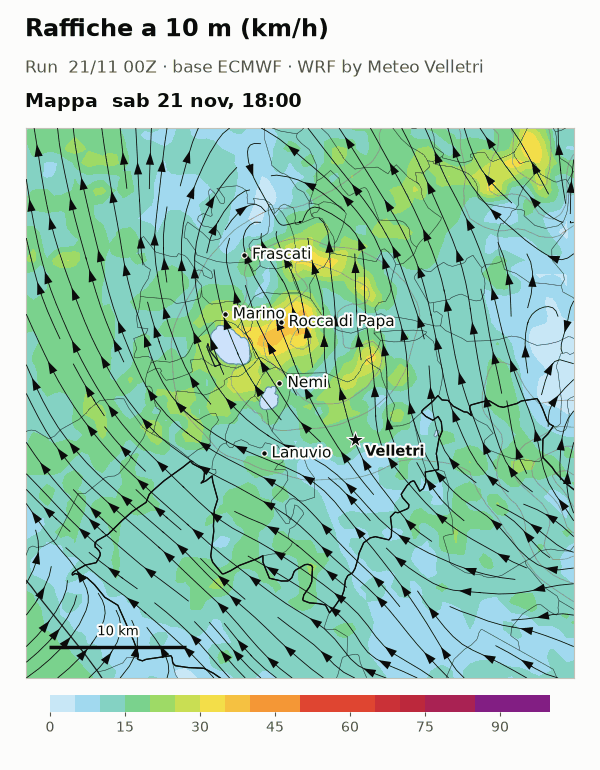 Raffiche a 10 m (km/h)
Run  21/11 00Z · base ECMWF · WRF by Meteo Velletri
Mappa  sab 21 nov, 18:00
Frascati
Marino
Rocca di Papa
Nemi
Velletri
Lanuvio
10 km
0 15 30 45 60 75 90